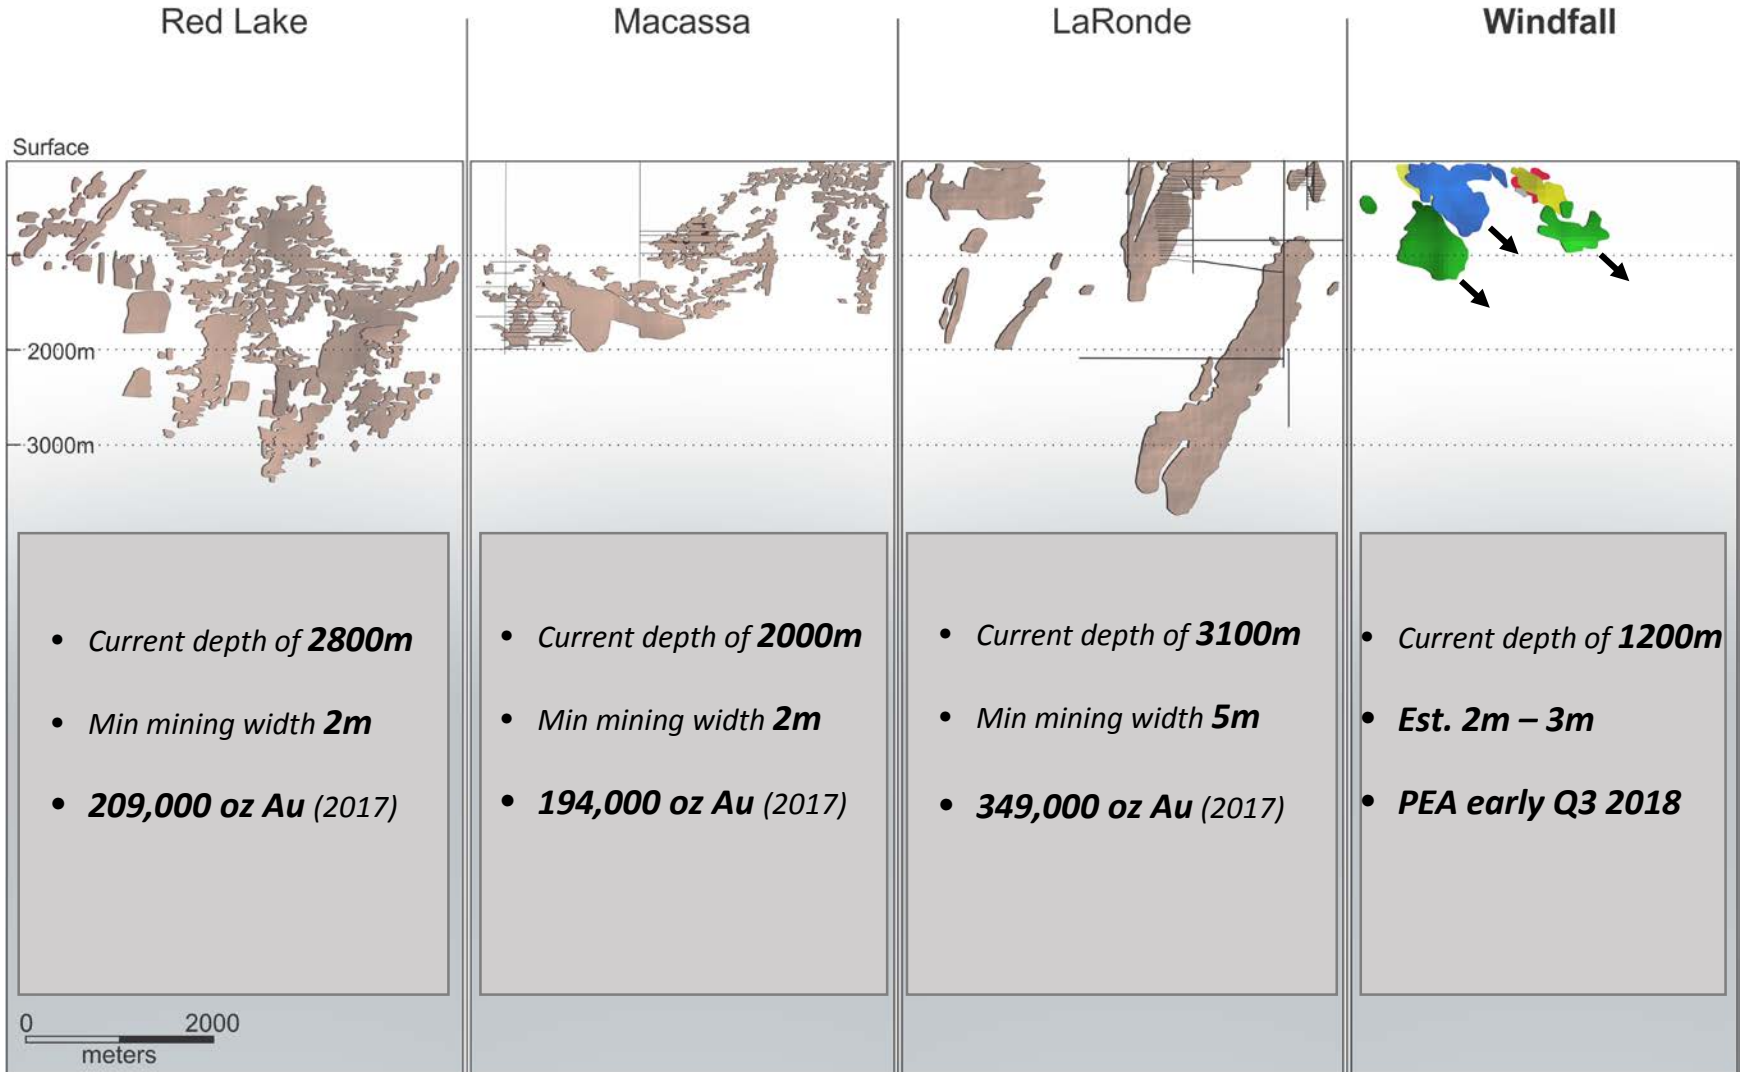 Red Lake
Macassa
LaRonde
Windfall
Surface
2000m
3000m
• Current depth of 2800m
• Min mining width 2m
• 209,000 oz Au (2017)
• Current depth of 2000m
• Min mining width 2m
• 194,000 oz Au (2017)
• Current depth of 3100m
• Min mining width 5m
• 349,000 oz Au (2017)
• Current depth of 1200m
• Est. 2m – 3m
• PEA early Q3 2018
0 2000
meters